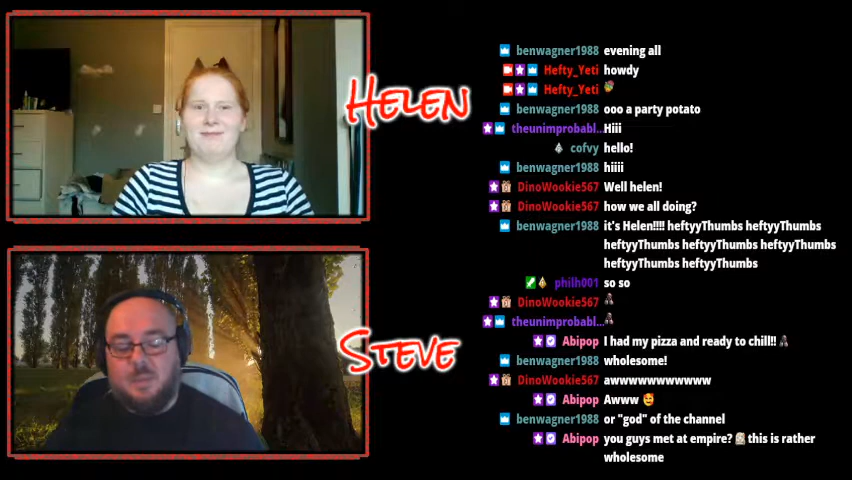 HELEN
STEVE
benwagner1988 evening all
Hefty_Yeti howdy
Hefty_Yeti
benwagner1988 ooo a party potato
theunimprobabl... Hiii
cofvy hello!
benwagner1988 hiiii
DinoWookie567 Well helen!
DinoWookie567 how we all doing?
benwagner1988 it's Helen!!!! heftyyThumbs heftyyThumbs
heftyyThumbs heftyyThumbs heftyyThumbs
heftyyThumbs heftyyThumbs
philh001 so so
DinoWookie567
theunimprobabl...
Abipop I had my pizza and ready to chill!!
benwagner1988 wholesome!
DinoWookie567 awwwwwwwwwww
Abipop Awww
benwagner1988 or "god" of the channel
Abipop you guys met at empire? this is rather
wholesome